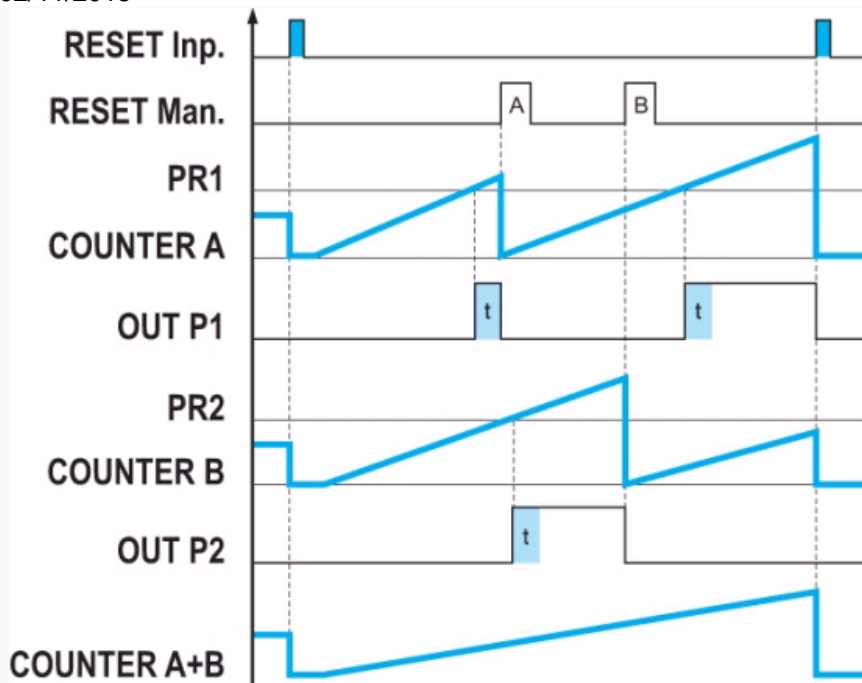 RESET Inp.
RESET Man.
A
B
PR1
COUNTER A
OUT P1
t
t
PR2
COUNTER B
OUT P2
t
COUNTER A+B